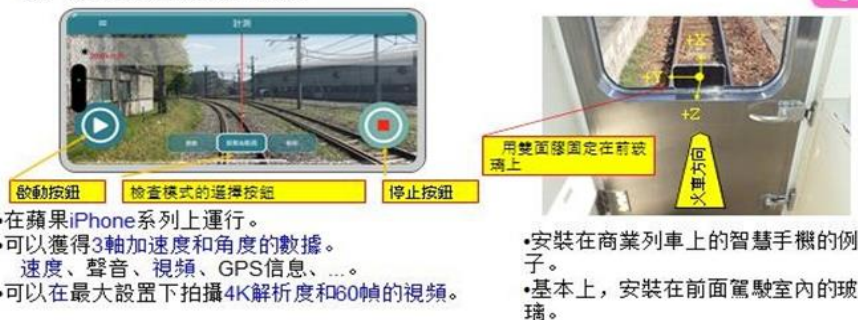 計測
啟動按鈕
檢查模式的選擇按鈕
停止按鈕
•在蘋果iPhone系列上運行。
•可以獲得3軸加速度和角度的數據。
速度、聲音、視頻、GPS信息、...。
•可以在最大設置下拍攝4K解析度和60幀的視頻。
+X
+Y
+Z
用雙面膠固定在前玻
璃上
火車方向
•安裝在商業列車上的智慧手機的例
子。
•基本上，安裝在前面駕駛室內的玻
璃。